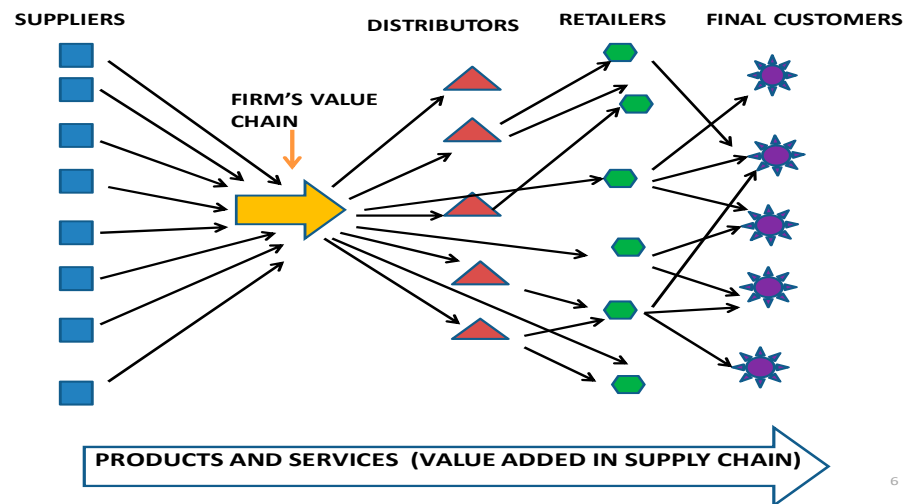 SUPPLIERS
DISTRIBUTORS
RETAILERS
FINAL CUSTOMERS
FIRM'S VALUE
CHAIN
PRODUCTS AND SERVICES (VALUE ADDED IN SUPPLY CHAIN)
6